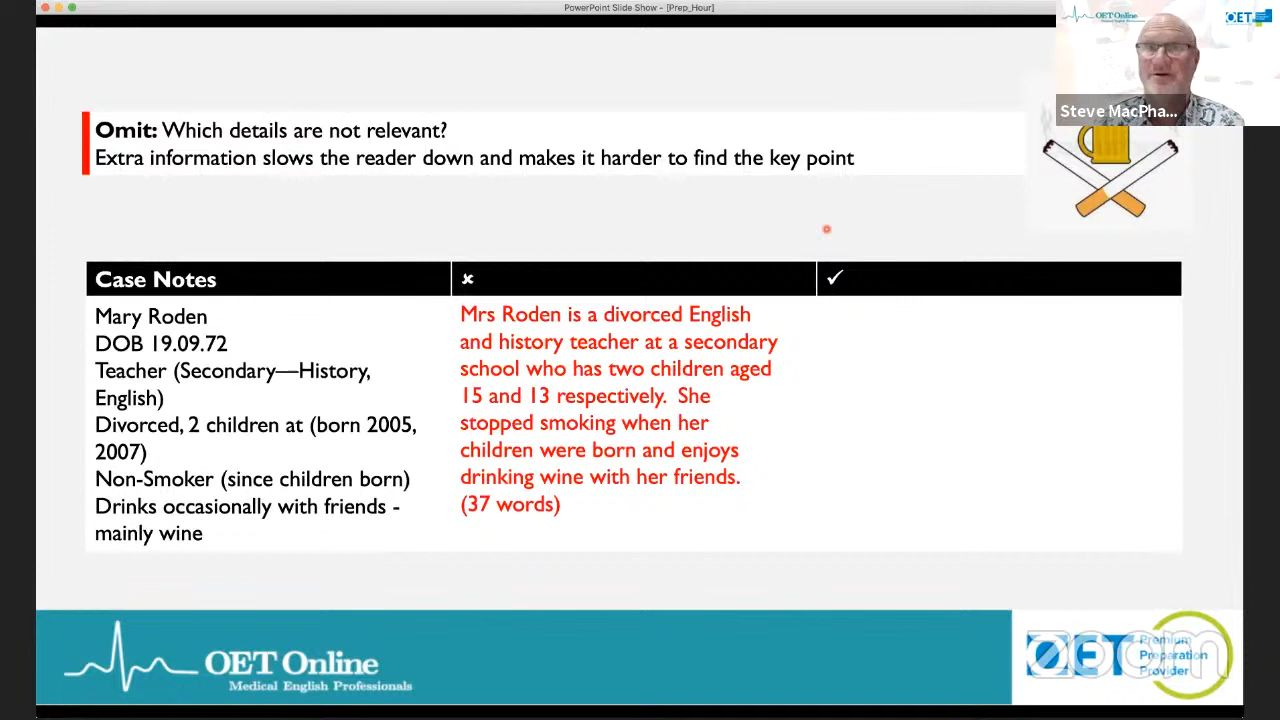 PowerPoint Slide Show - [Prep_Hour]
OET Online
OET
Steve MacPha...
Omit: Which details are not relevant?
Extra information slows the reader down and makes it harder to find the key point
Case Notes
✘
✓
Mary Roden
DOB 19.09.72
Teacher (Secondary—History,
English)
Divorced, 2 children at (born 2005,
2007)
Non-Smoker (since children born)
Drinks occasionally with friends -
mainly wine
Mrs Roden is a divorced English
and history teacher at a secondary
school who has two children aged
15 and 13 respectively.  She
stopped smoking when her
children were born and enjoys
drinking wine with her friends.
(37 words)
OET Online
Medical English Professionals
OET
zoom
Premium
Preparation
Provider